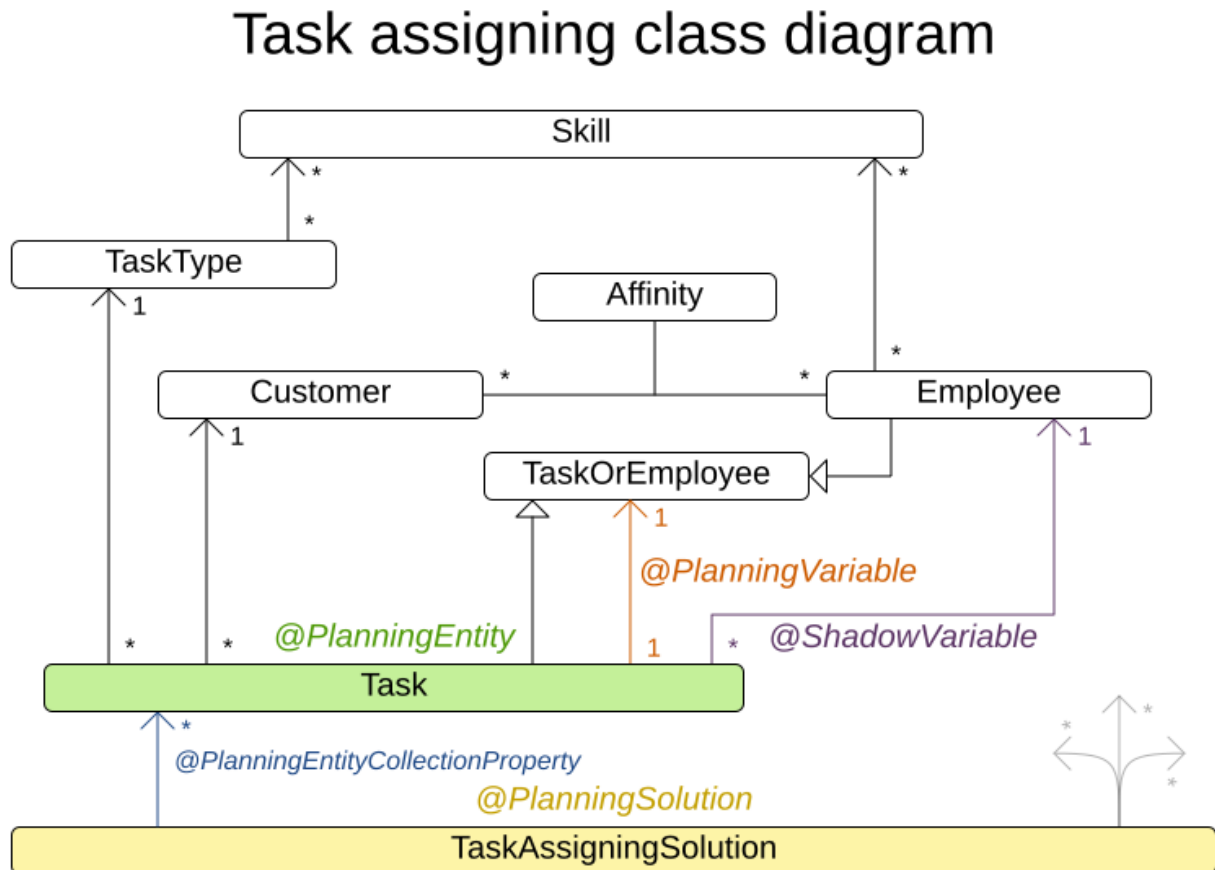 Task assigning class diagram
Skill
*
*
*
TaskType
1
Affinity
*
Customer
*
*
Employee
1
1
TaskOrEmployee
1
@PlanningVariable
@PlanningEntity
@ShadowVariable
*
*
1
*
Task
*
@PlanningEntityCollectionProperty
*
*
*
@PlanningSolution
TaskAssigningSolution